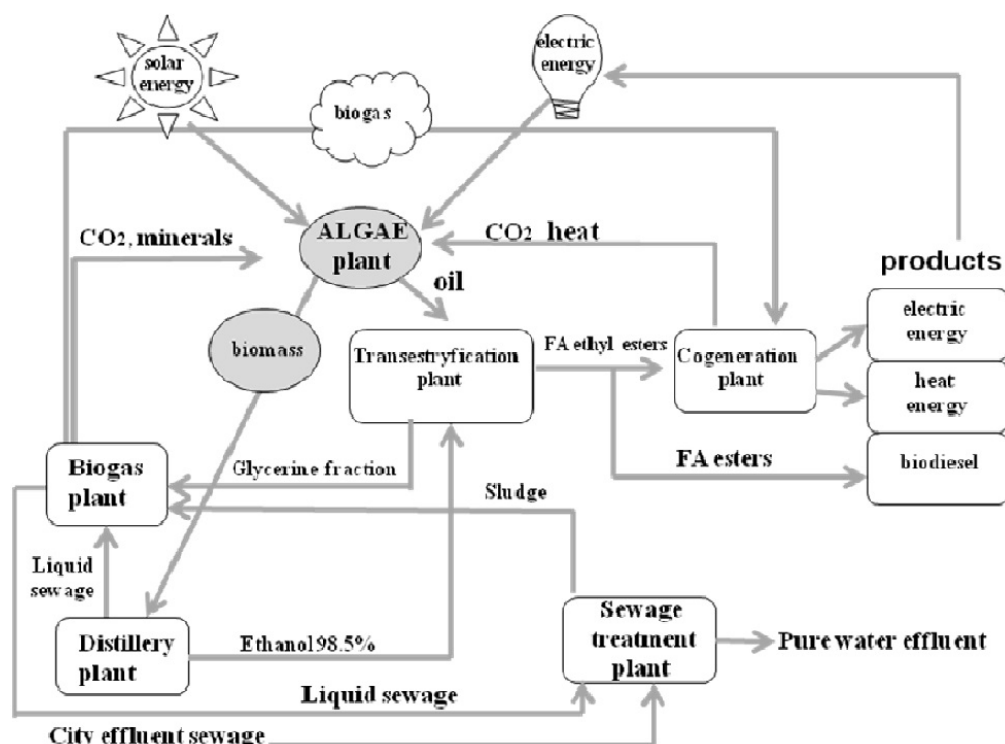 solar
energy
electric
energy
biogas
CO2, minerals
ALGAE
plant
CO2 heat
oil
products
biomass
Transestryfication
plant
FA ethyl esters
Cogeneration
plant
electric
energy
heat
energy
biodiesel
Biogas
plant
Glycerine fraction
FA esters
Sludge
Liquid
sewage
Distillery
plant
Ethanol98.5%
Sewage
treatment
plant
Pure water effluent
Liquid sewage
City effluent sewage